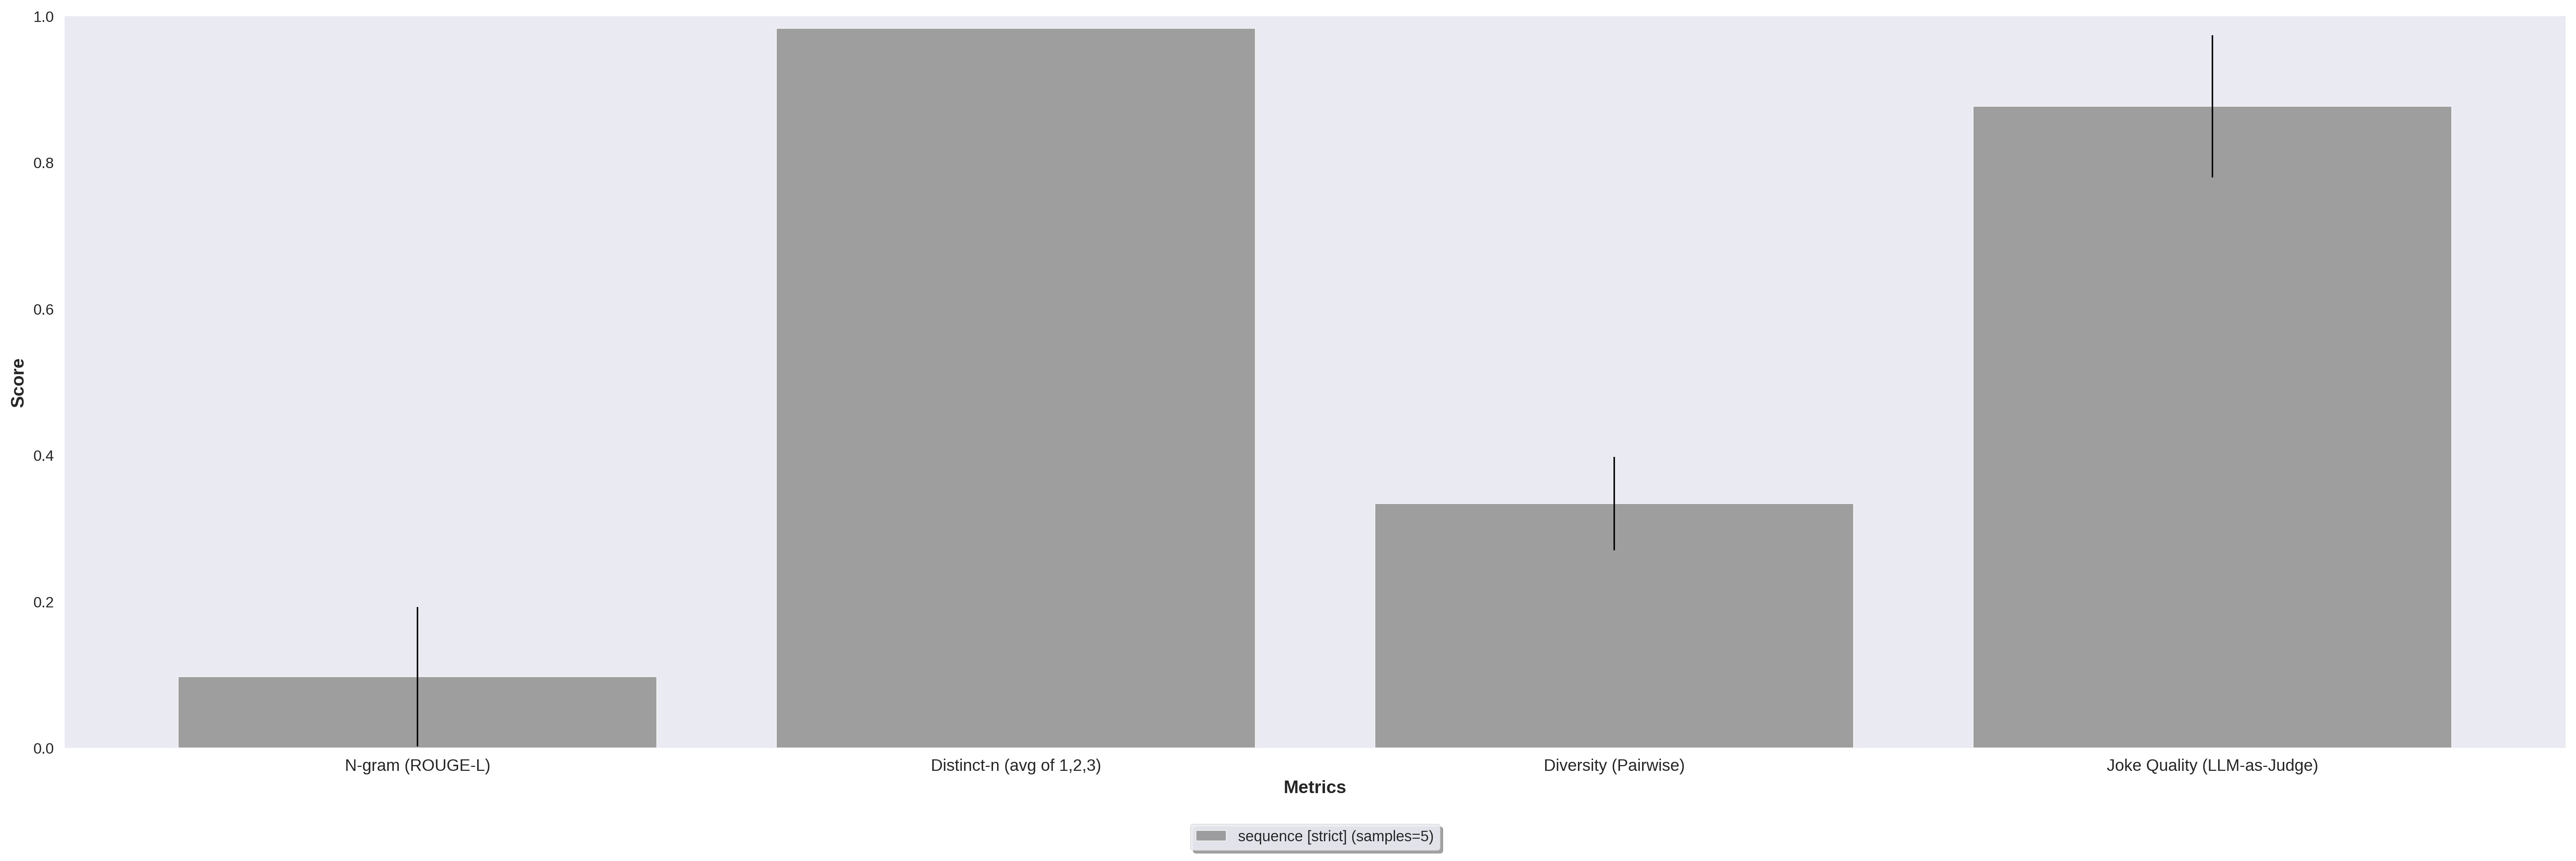 1.0
0.8
0.6
0.4
0.2
0.0
Score
N-gram (ROUGE-L)
Distinct-n (avg of 1,2,3)
Diversity (Pairwise)
Joke Quality (LLM-as-Judge)
Metrics
sequence [strict] (samples=5)